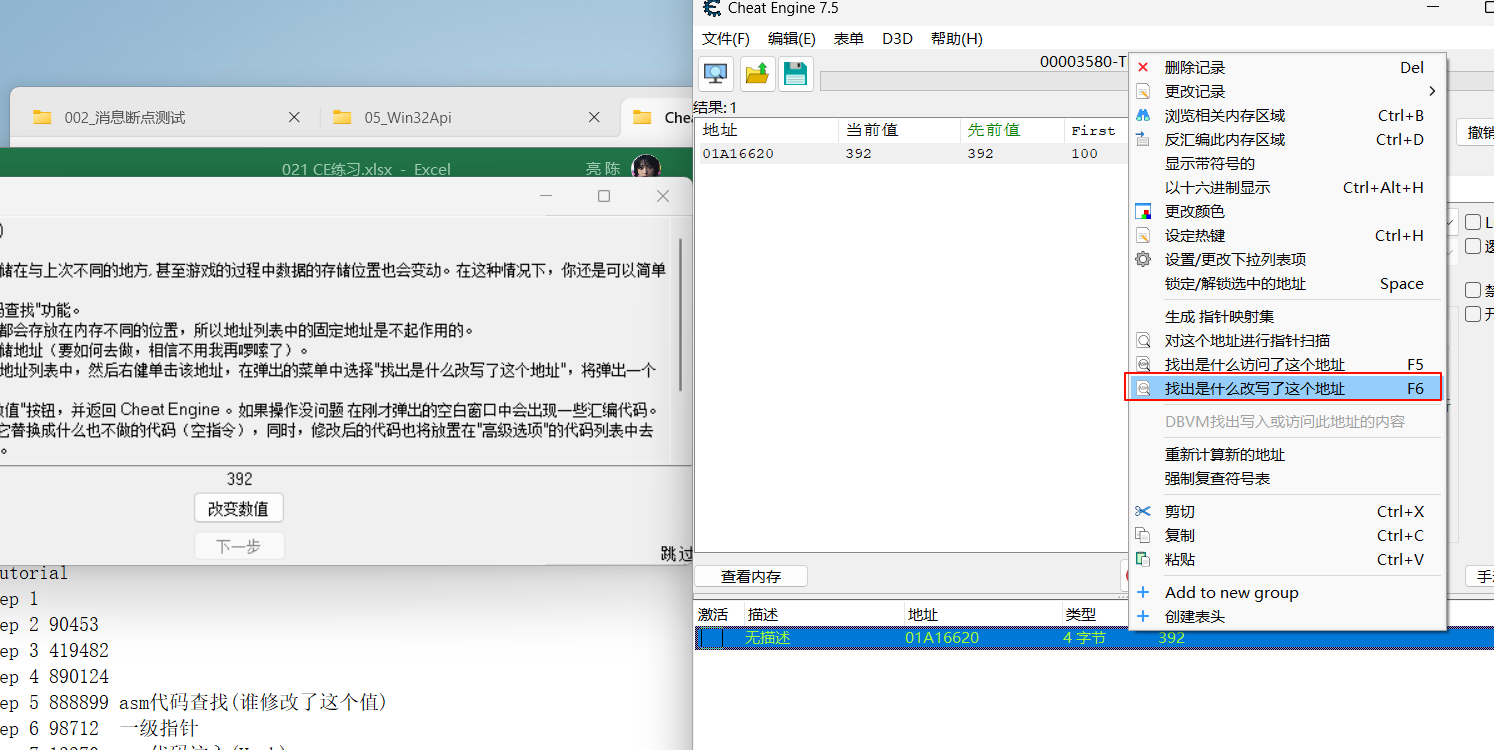 Cheat Engine 7.5
文件(F) 编辑(E) 表单 D3D 帮助(H)
00003580-T
结果: 1
地址 当前值 先前值 First
01A16620 392 392 100
撤销
002_消息断点测试
05_Win32Api
Chea
021 CE练习.xlsx - Excel 亮 陈
储在与上次不同的地方, 甚至游戏的过程中数据的存储位置也会变动。在这种情况下，你还是可以简单
码查找"功能。
都会存放在内存不同的位置，所以地址列表中的固定地址是不起作用的。
储地址（要如何去做，相信不用我再啰嗦了）。
地址列表中，然后右健单击该地址，在弹出的菜单中选择"找出是什么改写了这个地址"，将弹出一个
数值"按钮，并返回 Cheat Engine 。如果操作没问题 在刚才弹出的空白窗口中会出现一些汇编代码。
它替换成什么也不做的代码（空指令），同时，修改后的代码也将放置在"高级选项"的代码列表中去
。
392
改变数值
下一步
跳过
utorial
ep 1
ep 2 90453
ep 3 419482
ep 4 890124
ep 5 888899 asm代码查找(谁修改了这个值)
ep 6 98712 一级指针
删除记录 Del
更改记录
浏览相关内存区域 Ctrl+B
反汇编此内存区域 Ctrl+D
显示带符号的
以十六进制显示 Ctrl+Alt+H
更改颜色
设定热键 Ctrl+H
设置/更改下拉列表项
锁定/解锁选中的地址 Space
生成 指针映射集
对这个地址进行指针扫描
找出是什么访问了这个地址 F5
找出是什么改写了这个地址 F6
DBVM找出写入或访问此地址的内容
重新计算新的地址
强制复查符号表
剪切 Ctrl+X
复制 Ctrl+C
粘贴 Ctrl+V
Add to new group
创建表头
查看内存
手
激活 描述 地址 类型
无描述 01A16620 4 字节 392